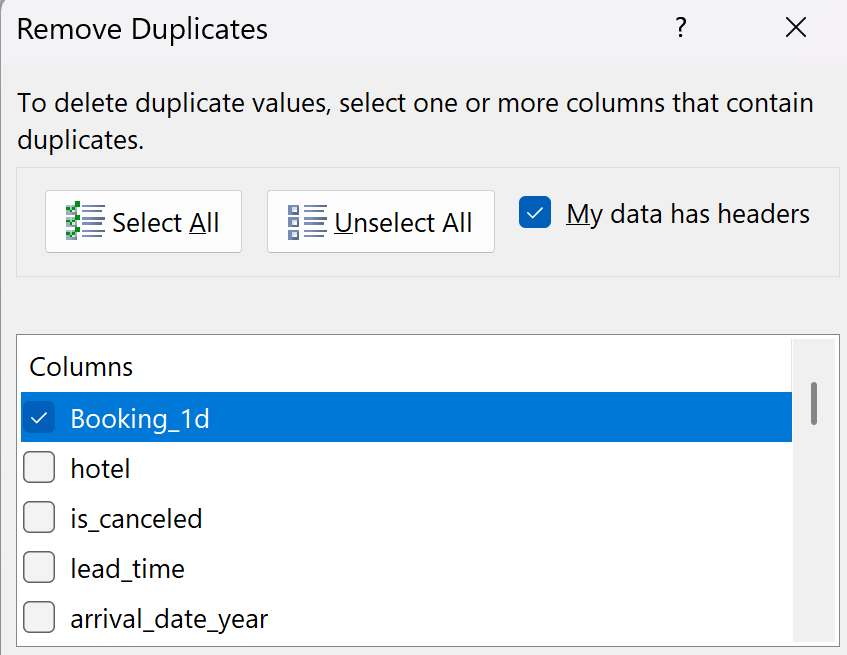 Remove Duplicates ?
To delete duplicate values, select one or more columns that contain
duplicates.
Select All Unselect All My data has headers
Columns
Booking_1d
hotel
is_canceled
lead_time
arrival_date_year